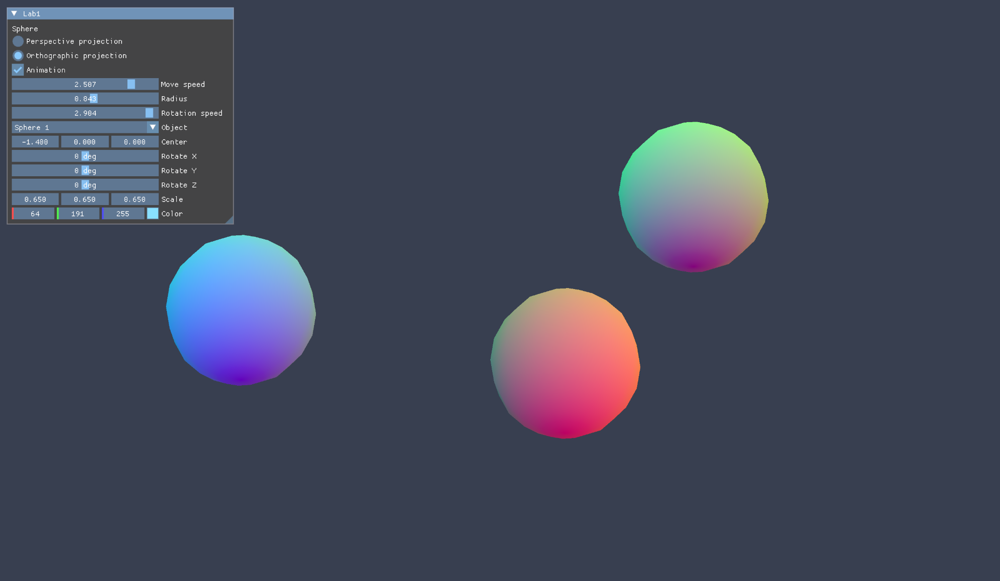 Lab1
Sphere
Perspective projection
Orthographic projection
Animation
2.507 Move speed
0.843 Radius
2.904 Rotation speed
Sphere 1 Object
-1.400 0.000 0.000 Center
0 deg Rotate X
0 deg Rotate Y
0 deg Rotate Z
0.650 0.650 0.650 Scale
64 191 255 Color